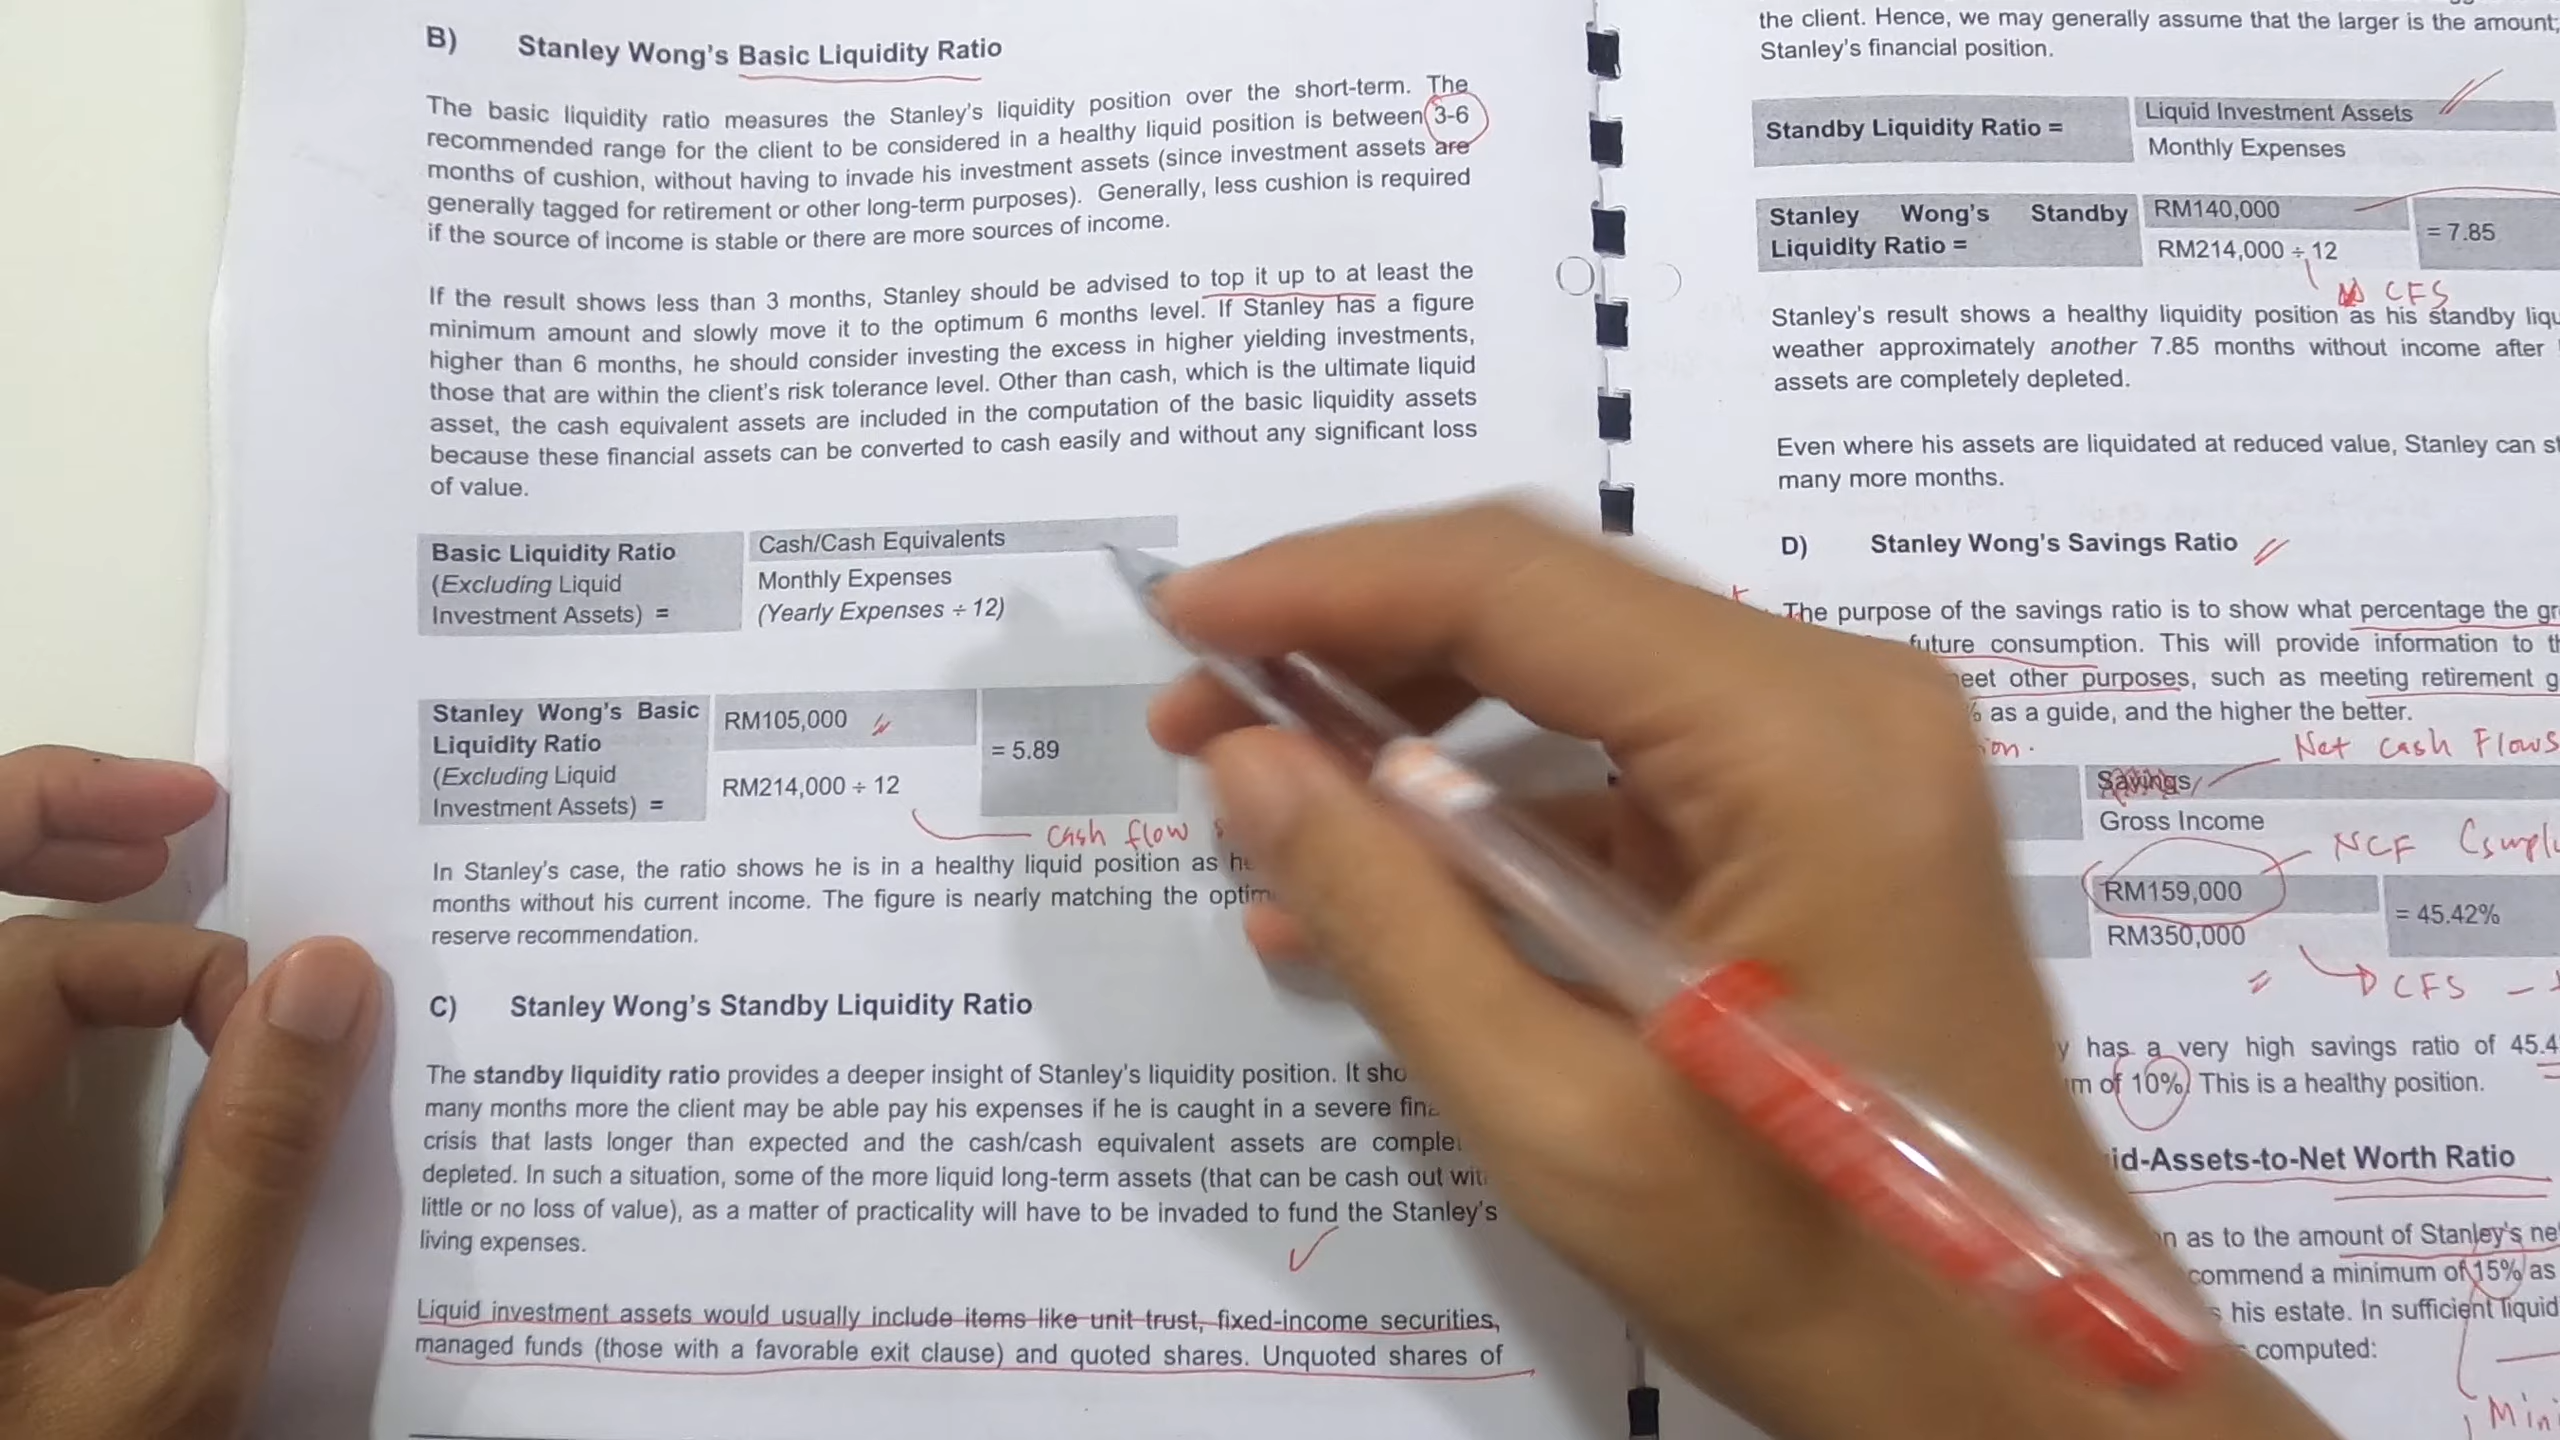 B) Stanley Wong's Basic Liquidity Ratio
The basic liquidity ratio measures the Stanley's liquidity position over the short-term. The
recommended range for the client to be considered in a healthy liquid position is between 3-6
months of cushion, without having to invade his investment assets (since investment assets are
generally tagged for retirement or other long-term purposes). Generally, less cushion is required
if the source of income is stable or there are more sources of income.
If the result shows less than 3 months, Stanley should be advised to top it up to at least the
minimum amount and slowly move it to the optimum 6 months level. If Stanley has a figure
higher than 6 months, he should consider investing the excess in higher yielding investments,
those that are within the client's risk tolerance level. Other than cash, which is the ultimate liquid
asset, the cash equivalent assets are included in the computation of the basic liquidity assets
because these financial assets can be converted to cash easily and without any significant loss
of value.
Basic Liquidity Ratio
(Excluding Liquid
Investment Assets) =
Cash/Cash Equivalents
Monthly Expenses
(Yearly Expenses ÷ 12)
Stanley Wong's Basic
Liquidity Ratio
(Excluding Liquid
Investment Assets) =
RM105,000
RM214,000 ÷ 12
= 5.89
Cash flow
In Stanley's case, the ratio shows he is in a healthy liquid position as
months without his current income. The figure is nearly matching the
reserve recommendation.
C) Stanley Wong's Standby Liquidity Ratio
The standby liquidity ratio provides a deeper insight of Stanley's liquidity position. It
many months more the client may be able pay his expenses if he is caught in a severe
crisis that lasts longer than expected and the cash/cash equivalent assets are
depleted. In such a situation, some of the more liquid long-term assets (that can be cash out
little or no loss of value), as a matter of practicality will have to be invaded to fund the Stanley's
living expenses.
Liquid investment assets would usually include items like unit trust, fixed-income securities,
managed funds (those with a favorable exit clause) and quoted shares. Unquoted shares of
the client. Hence, we may generally assume that the larger is the amount,
Stanley's financial position.
Standby Liquidity Ratio =
Liquid Investment Assets
Monthly Expenses
Stanley Wong's Standby
Liquidity Ratio =
RM140,000
RM214,000 ÷ 12
= 7.85
CFS
Stanley's result shows a healthy liquidity position as his standby
weather approximately another 7.85 months without income after
assets are completely depleted.
Even where his assets are liquidated at reduced value, Stanley can
many more months.
D) Stanley Wong's Savings Ratio
The purpose of the savings ratio is to show what percentage the
future consumption. This will provide information to
meet other purposes, such as meeting retirement
% as a guide, and the higher the better.
Net Cash Flows
Savings
Gross Income
NCF
RM159,000
RM350,000
= 45.42%
CFS
has a very high savings ratio of
of 10%. This is a healthy position.
id-Assets-to-Net Worth Ratio
as to the amount of Stanley's
commend a minimum of 15% as
his estate. In sufficient
computed: